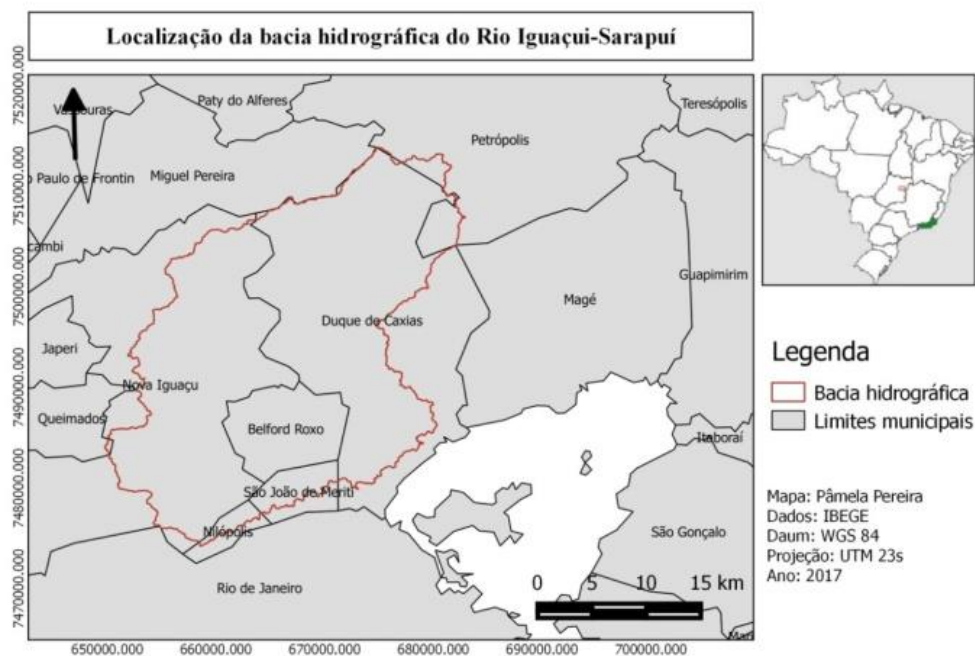 Localização da bacia hidrográfica do Rio Iguaçui-Sarapuí
7520000.000
7510000.000
7500000.000
7490000.000
7480000.000
7470000.000
Vassouras
Paty do Alferes
Teresópolis
Petrópolis
Paulo de Frontin
Miguel Pereira
cambi
Guapimirim
Magé
Duque de Caxias
Japeri
Nova Iguaçu
Queimados
Belford Roxo
Itaboraí
São João de Meriti
Nilópolis
São Gonçalo
Rio de Janeiro
0 5 10 15 km
Mari
650000.000 660000.000 670000.000 680000.000 690000.000 700000.000
Legenda
Bacia hidrográfica
Limites municipais
Mapa: Pâmela Pereira
Dados: IBEGE
Daum: WGS 84
Projeção: UTM 23s
Ano: 2017